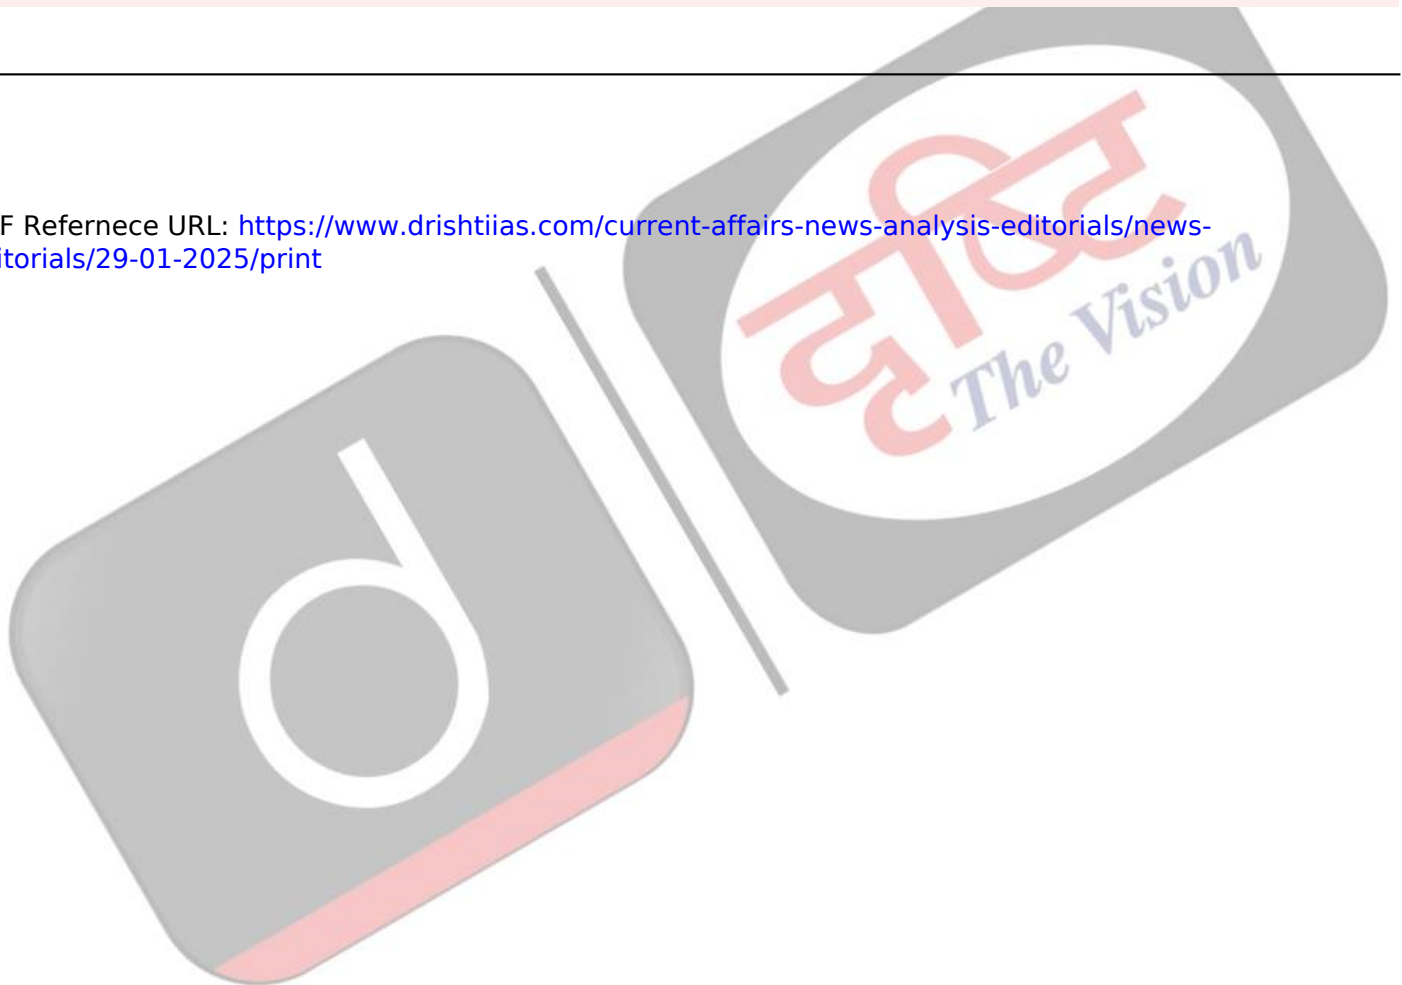 F Refernece URL: https://www.drishtiias.com/current-affairs-news-analysis-editorials/news-
itorials/29-01-2025/print
दृष्टि
The Vision
d